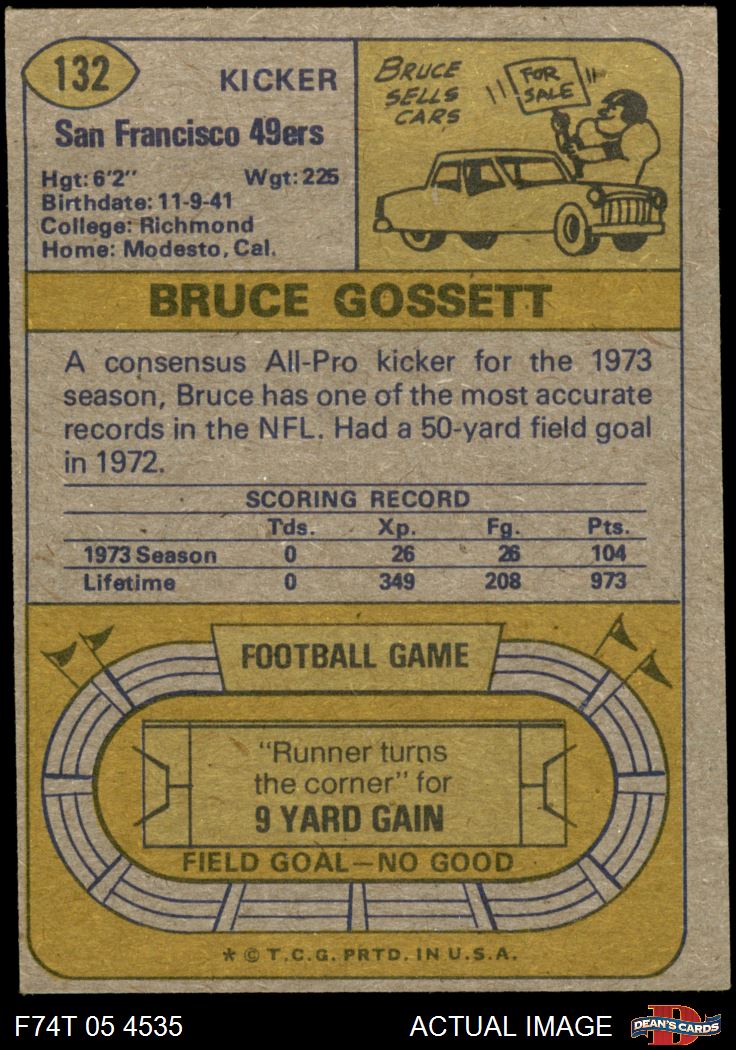 132
KICKER
San Francisco 49ers
Hgt: 6'2" Wgt: 225
Birthdate: 11-9-41
College: Richmond
Home: Modesto, Cal.
BRUCE
SELLS
CARS
FOR
SALE
BRUCE GOSSETT
A consensus All-Pro kicker for the 1973
season, Bruce has one of the most accurate
records in the NFL. Had a 50-yard field goal
in 1972.
SCORING RECORD
Tds. Xp. Fg. Pts.
1973 Season 0 26 26 104
Lifetime 0 349 208 973
FOOTBALL GAME
"Runner turns
the corner" for
9 YARD GAIN
FIELD GOAL—NO GOOD
* © T.C.G. PRTD. IN U.S.A.
F74T 05 4535 ACTUAL IMAGE
D
DEAN'S CARDS